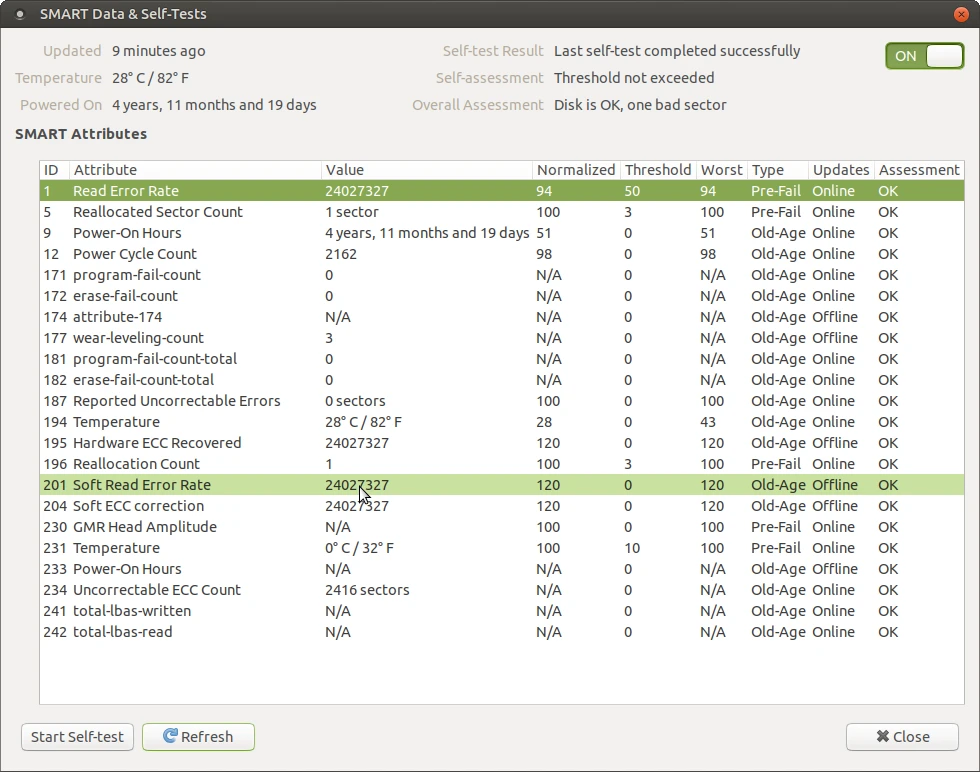 SMART Data & Self-Tests
Updated 9 minutes ago Self-test Result Last self-test completed successfully ON
Temperature 28° C / 82° F Self-assessment Threshold not exceeded
Powered On 4 years, 11 months and 19 days Overall Assessment Disk is OK, one bad sector
SMART Attributes
ID Attribute Value Normalized Threshold Worst Type Updates Assessment
1 Read Error Rate 24027327 94 50 94 Pre-Fail Online OK
5 Reallocated Sector Count 1 sector 100 3 100 Pre-Fail Online OK
9 Power-On Hours 4 years, 11 months and 19 days 51 0 51 Old-Age Online OK
12 Power Cycle Count 2162 98 0 98 Old-Age Online OK
171 program-fail-count 0 N/A 0 N/A Old-Age Online OK
172 erase-fail-count 0 N/A 0 N/A Old-Age Online OK
174 attribute-174 N/A N/A 0 N/A Old-Age Offline OK
177 wear-leveling-count 3 N/A 0 N/A Old-Age Offline OK
181 program-fail-count-total 0 N/A 0 N/A Old-Age Online OK
182 erase-fail-count-total 0 N/A 0 N/A Old-Age Online OK
187 Reported Uncorrectable Errors 0 sectors 100 0 100 Old-Age Online OK
194 Temperature 28° C / 82° F 28 0 43 Old-Age Online OK
195 Hardware ECC Recovered 24027327 120 0 120 Old-Age Offline OK
196 Reallocation Count 1 100 3 100 Pre-Fail Online OK
201 Soft Read Error Rate 24027327 120 0 120 Old-Age Offline OK
204 Soft ECC correction 24027327 120 0 120 Old-Age Offline OK
230 GMR Head Amplitude N/A 100 0 100 Pre-Fail Online OK
231 Temperature 0° C / 32° F 100 10 100 Pre-Fail Online OK
233 Power-On Hours N/A N/A 0 N/A Old-Age Offline OK
234 Uncorrectable ECC Count 2416 sectors N/A 0 N/A Old-Age Online OK
241 total-lbas-written N/A N/A 0 N/A Old-Age Online OK
242 total-lbas-read N/A N/A 0 N/A Old-Age Online OK
Start Self-test Refresh Close